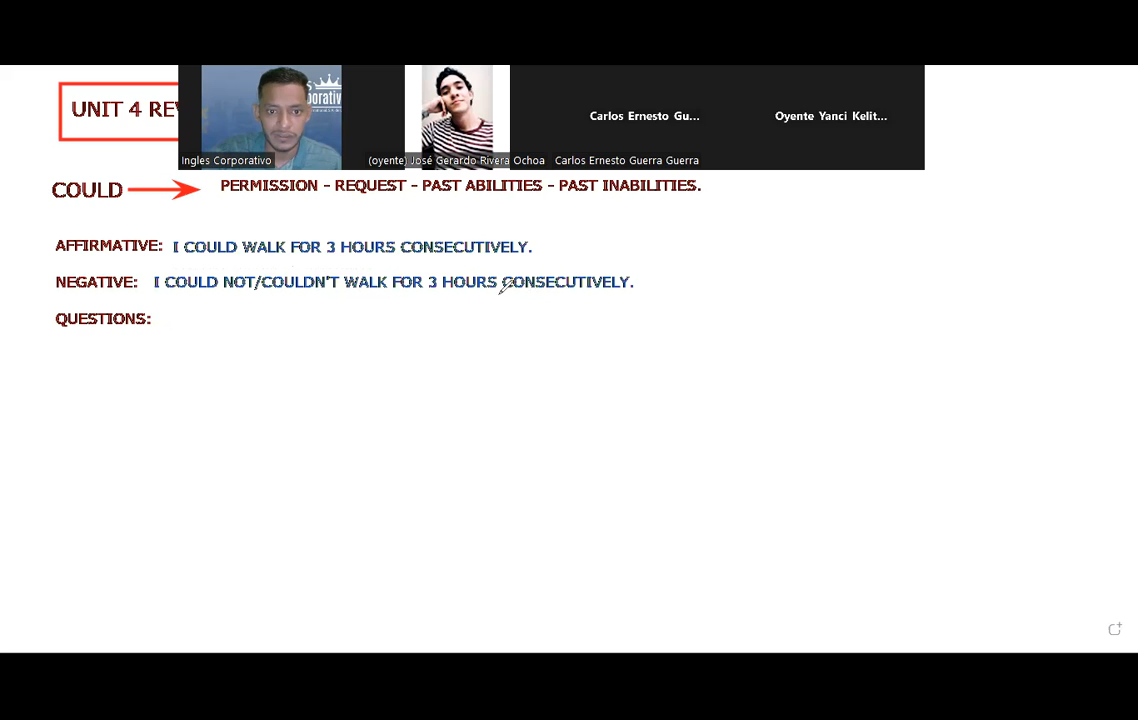 UNIT 4 REV
Ingles Corporativo
(oyente) José Gerardo Rivera Ochoa
Carlos Ernesto Gu...
Carlos Ernesto Guerra Guerra
Oyente Yanci Kelit...
COULD PERMISSION - REQUEST - PAST ABILITIES - PAST INABILITIES.
AFFIRMATIVE: I COULD WALK FOR 3 HOURS CONSECUTIVELY.
NEGATIVE: I COULD NOT/COULDN'T WALK FOR 3 HOURS CONSECUTIVELY.
QUESTIONS: